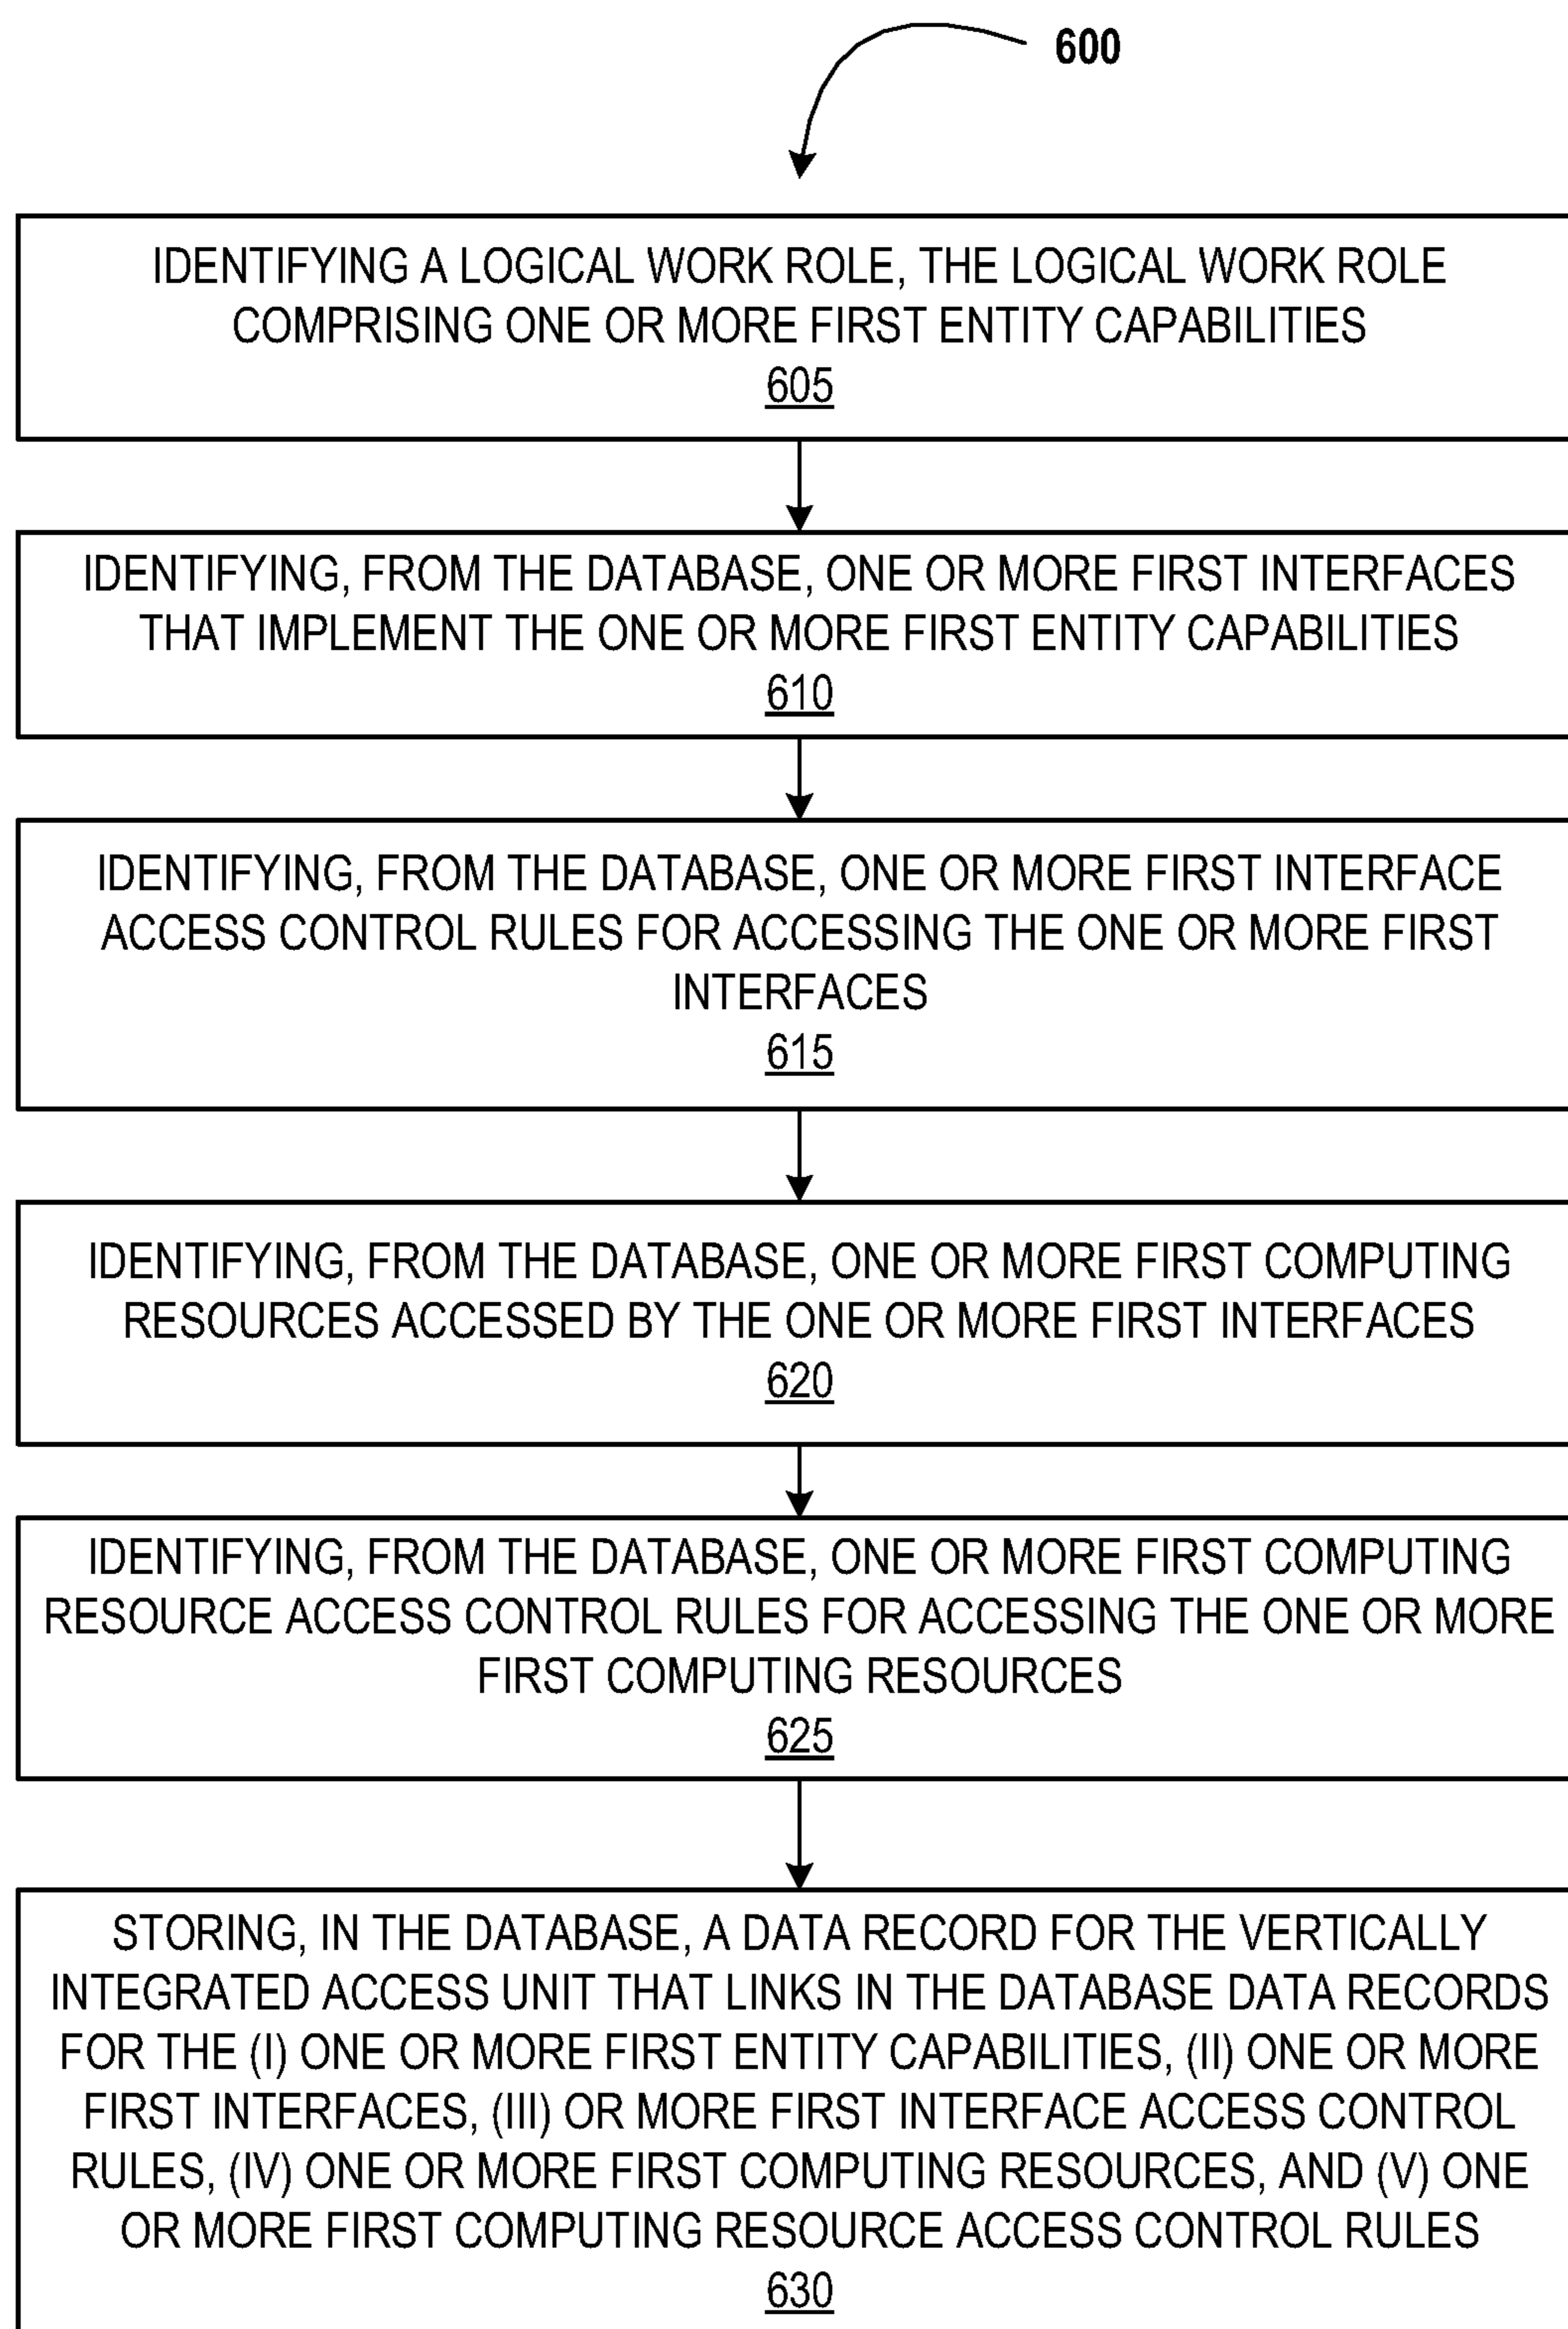 600
IDENTIFYING A LOGICAL WORK ROLE, THE LOGICAL WORK ROLE
COMPRISING ONE OR MORE FIRST ENTITY CAPABILITIES
605
IDENTIFYING, FROM THE DATABASE, ONE OR MORE FIRST INTERFACES
THAT IMPLEMENT THE ONE OR MORE FIRST ENTITY CAPABILITIES
610
IDENTIFYING, FROM THE DATABASE, ONE OR MORE FIRST INTERFACE
ACCESS CONTROL RULES FOR ACCESSING THE ONE OR MORE FIRST
INTERFACES
615
IDENTIFYING, FROM THE DATABASE, ONE OR MORE FIRST COMPUTING
RESOURCES ACCESSED BY THE ONE OR MORE FIRST INTERFACES
620
IDENTIFYING, FROM THE DATABASE, ONE OR MORE FIRST COMPUTING
RESOURCE ACCESS CONTROL RULES FOR ACCESSING THE ONE OR MORE
FIRST COMPUTING RESOURCES
625
STORING, IN THE DATABASE, A DATA RECORD FOR THE VERTICALLY
INTEGRATED ACCESS UNIT THAT LINKS IN THE DATABASE DATA RECORDS
FOR THE (I) ONE OR MORE FIRST ENTITY CAPABILITIES, (II) ONE OR MORE
FIRST INTERFACES, (III) OR MORE FIRST INTERFACE ACCESS CONTROL
RULES, (IV) ONE OR MORE FIRST COMPUTING RESOURCES, AND (V) ONE
OR MORE FIRST COMPUTING RESOURCE ACCESS CONTROL RULES
630